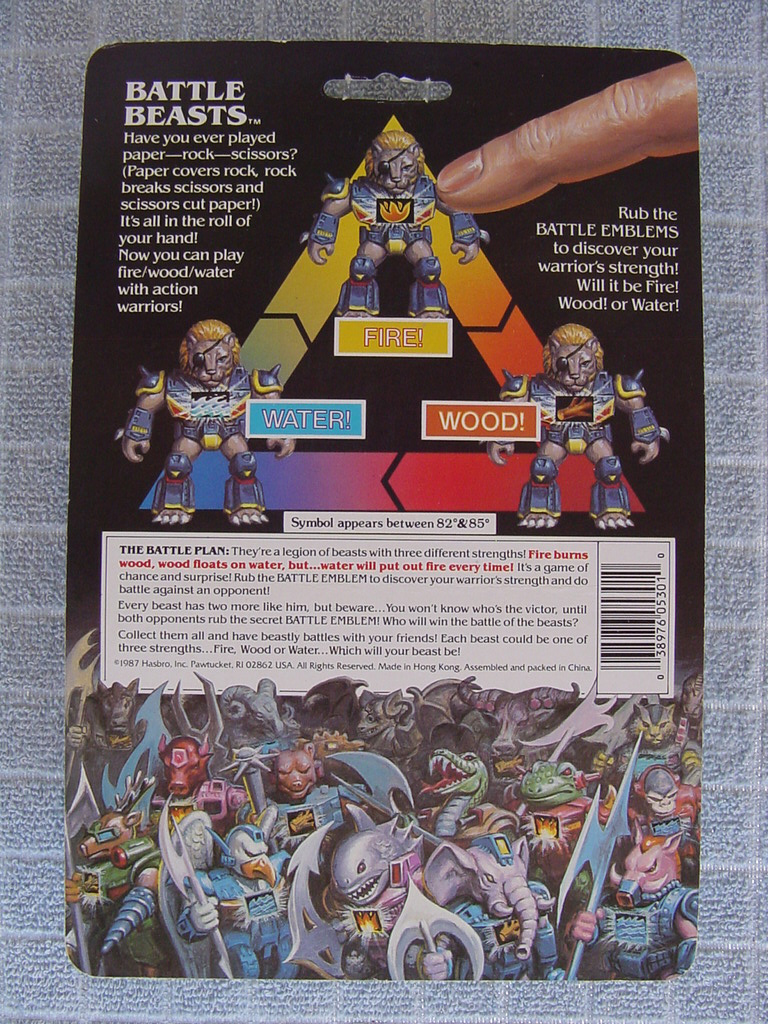 BATTLE
BEASTS™
Have you ever played
paper—rock—scissors?
(Paper covers rock, rock
breaks scissors and
scissors cut paper!)
It's all in the roll of
your hand!
Now you can play
fire/wood/water
with action
warriors!
Rub the
BATTLE EMBLEMS
to discover your
warrior's strength!
Will it be Fire!
Wood! or Water!
FIRE!
WATER!
WOOD!
Symbol appears between 82°&85°
THE BATTLE PLAN: They're a legion of beasts with three different strengths! Fire burns
wood, wood floats on water, but...water will put out fire every time! It's a game of
chance and surprise! Rub the BATTLE EMBLEM to discover your warrior's strength and do
battle against an opponent!
Every beast has two more like him, but beware...You won't know who's the victor, until
both opponents rub the secret BATTLE EMBLEM! Who will win the battle of the beasts?
Collect them all and have beastly battles with your friends! Each beast could be one of
three strengths...Fire, Wood or Water...Which will your beast be!
©1987 Hasbro, Inc. Pawtucket, RI 02862 USA. All Rights Reserved. Made in Hong Kong. Assembled and packed in China.
0 38976 05301 0